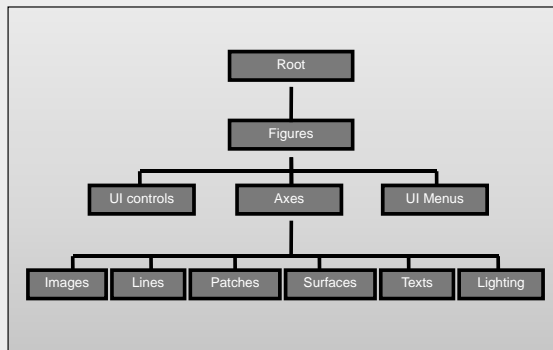 Root
Figures
UI controls
Axes
UI Menus
Images
Lines
Patches
Surfaces
Texts
Lighting